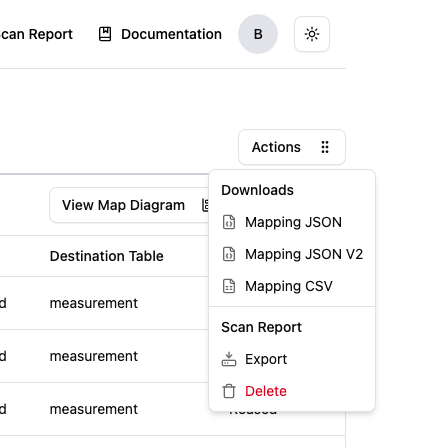 can Report
Documentation
B
Actions
View Map Diagram
Downloads
Mapping JSON
Mapping JSON V2
Mapping CSV
Scan Report
Export
Delete
Destination Table
d
measurement
d
measurement
d
measurement